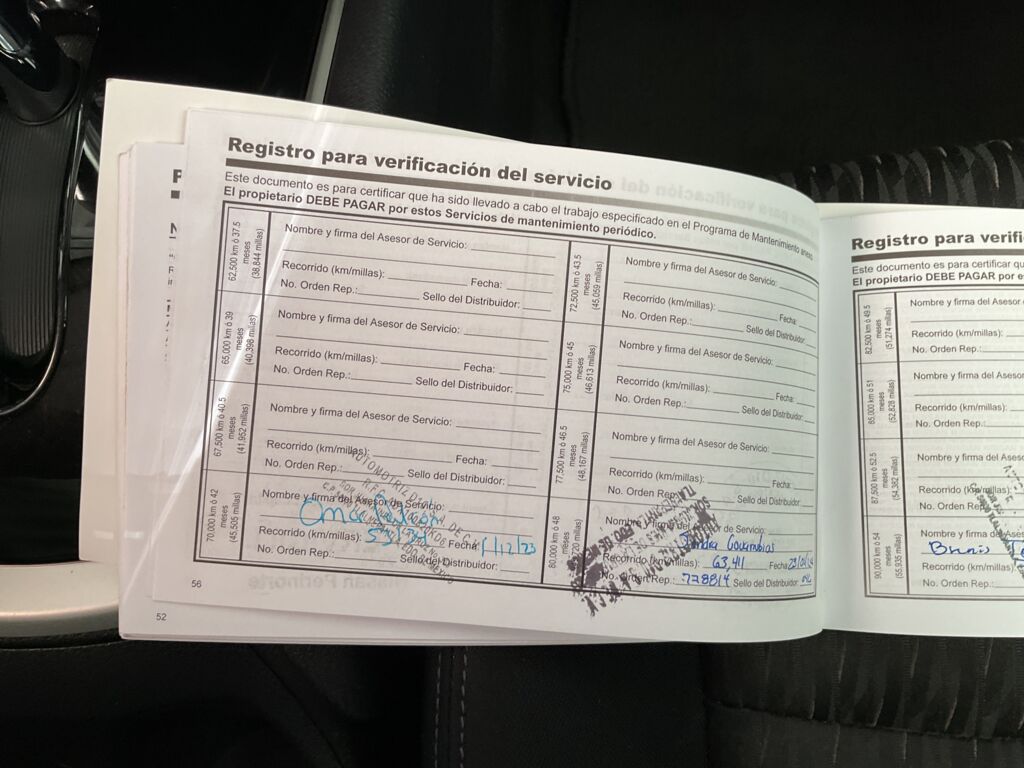 Registro para verificación del servicio
Este documento es para certificar que ha sido llevado a cabo el trabajo especificado en el Programa de Mantenimiento anexo
El propietario DEBE PAGAR por estos Servicios de mantenimiento periódico.
62,500 km ó 37.5
meses
(38,844 millas)
Nombre y firma del Asesor de Servicio:
Recorrido (km/millas): Fecha:
No. Orden Rep.: Sello del Distribuidor:
65,000 km ó 39
meses
(40,398 millas)
Nombre y firma del Asesor de Servicio:
Recorrido (km/millas): Fecha:
No. Orden Rep.: Sello del Distribuidor:
67,500 km ó 40.5
meses
(41,952 millas)
Nombre y firma del Asesor de Servicio:
Recorrido (km/millas): Fecha:
No. Orden Rep.: Sello del Distribuidor:
70,000 km ó 42
meses
(45,505 millas)
Nombre y firma del Asesor de Servicio:
Recorrido (km/millas): Fecha: 1/12/23
No. Orden Rep.: Sello del Distribuidor:
AUTOMOTRIZ
72,500 km ó 43.5
meses
(45,059 millas)
Nombre y firma del Asesor de Servicio:
Recorrido (km/millas): Fecha:
No. Orden Rep.: Sello del Distribuidor:
75,000 km ó 45
meses
(46,613 millas)
Nombre y firma del Asesor de Servicio:
Recorrido (km/millas): Fecha:
No. Orden Rep.: Sello del Distribuidor:
77,500 km ó 46.5
meses
(48,167 millas)
Nombre y firma del Asesor de Servicio:
Recorrido (km/millas): Fecha:
No. Orden Rep.: Sello del Distribuidor:
80,000 km ó 48
meses
Nombre y firma del Asesor de Servicio:
Recorrido (km/millas): 63,411 Fecha
Orden Rep.: 778814 Sello del Distribuidor:
56
52
Registro para verifi
Este documento es para certificar
El propietario DEBE PAGAR por
82,500 km ó 49.5
meses
(51,274 millas)
Nombre y firma del Asesor
Recorrido (km/millas):
No. Orden Rep.:
85,000 km ó 51
meses
(52,828 millas)
Nombre y firma del Asesor
Recorrido (km/millas):
No. Orden Rep.:
87,500 km ó 52.5
meses
(54,382 millas)
Nombre y firma del Aseso
Recorrido (km/millas):
No. Orden Rep.:
90,000 km ó 54
meses
(55,935 millas)
Nombre y firma del Ase
Recorrido (km/millas):
No. Orden Rep.: